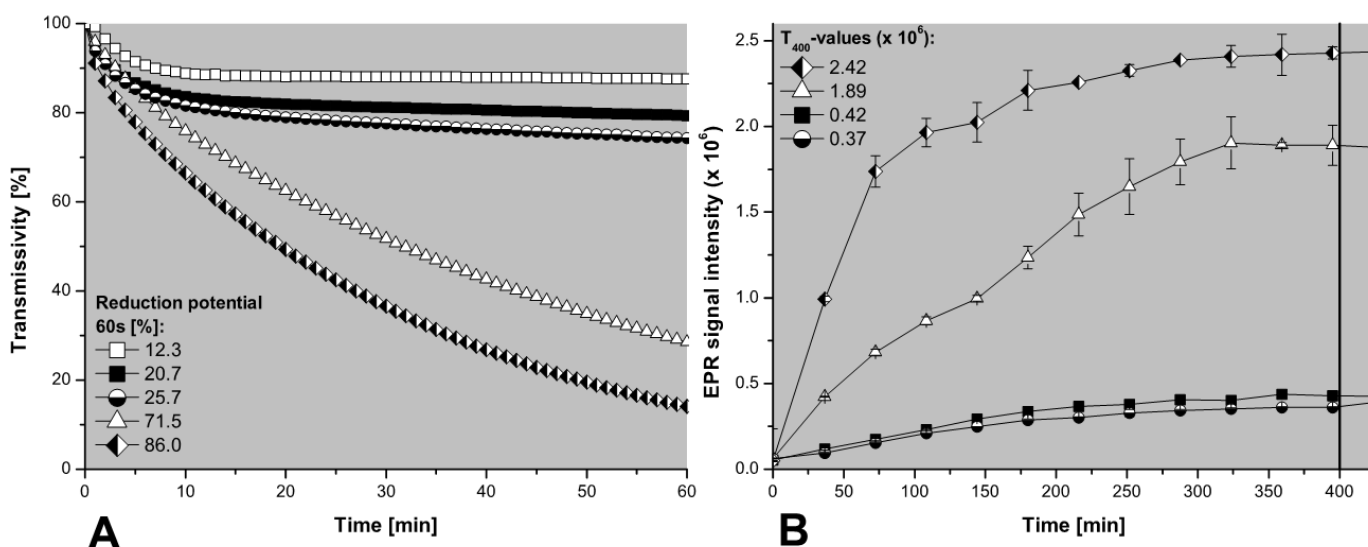 100
80
60
40
20
0
Transmissivity [%]
Reduction potential
60s [%]:
12.3
20.7
25.7
71.5
86.0
0 10 20 30 40 50 60
A
Time [min]
2.5
2.0
1.5
1.0
0.5
0.0
EPR signal intensity (x 10⁶)
T₄₀₀-values (x 10⁶):
2.42
1.89
0.42
0.37
0 50 100 150 200 250 300 350 400
B
Time [min]